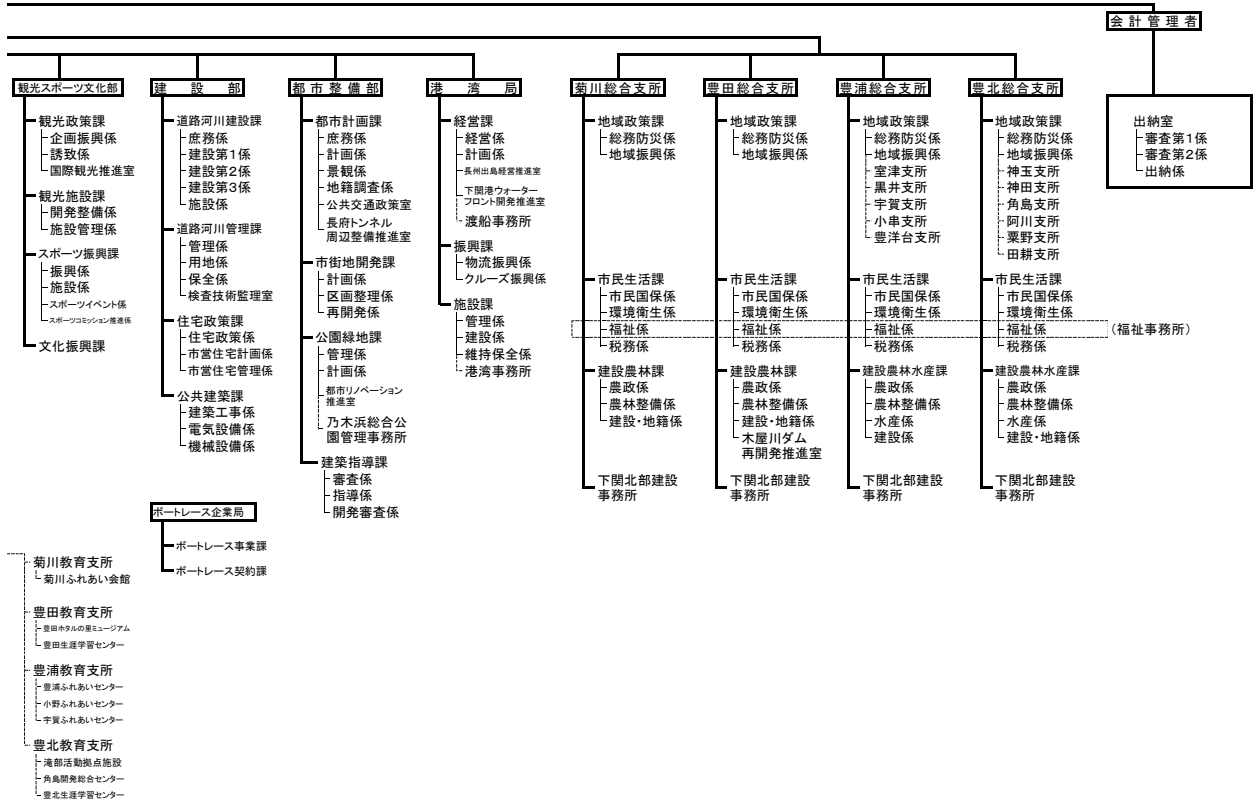 会計管理者
出納室
審査第1係
審査第2係
出納係
観光スポーツ文化部
観光政策課
企画振興係
誘致係
国際観光推進室
観光施設課
開発整備係
施設管理係
スポーツ振興課
振興係
施設係
スポーツイベント係
スポーツコミッション推進係
文化振興課
建設部
道路河川建設課
庶務係
建設第1係
建設第2係
建設第3係
施設係
道路河川管理課
管理係
用地係
保全係
検査技術監理室
住宅政策課
住宅政策係
市営住宅計画係
市営住宅管理係
公共建築課
建築工事係
電気設備係
機械設備係
都市整備部
都市計画課
庶務係
計画係
景観係
地籍調査係
公共交通政策室
長府トンネル
周辺整備推進室
市街地開発課
計画係
区画整理係
再開発係
公園緑地課
管理係
計画係
都市リノベーション
推進室
乃木浜総合公
園管理事務所
建築指導課
審査係
指導係
開発審査係
港湾局
経営課
経営係
計画係
長州出島経営推進室
下関港ウォーター
フロント開発推進室
渡船事務所
振興課
物流振興係
クルーズ振興係
施設課
管理係
建設係
維持保全係
港湾事務所
菊川総合支所
地域政策課
総務防災係
地域振興係
市民生活課
市民国保係
環境衛生係
福祉係
税務係
建設農林課
農政係
農林整備係
建設・地籍係
下関北部建設
事務所
豊田総合支所
地域政策課
総務防災係
地域振興係
市民生活課
市民国保係
環境衛生係
福祉係
税務係
建設農林課
農政係
農林整備係
建設・地籍係
木屋川ダム
再開発推進室
下関北部建設
事務所
豊浦総合支所
地域政策課
総務防災係
地域振興係
室津支所
黒井支所
宇賀支所
小串支所
豊洋台支所
市民生活課
市民国保係
環境衛生係
福祉係
税務係
建設農林水産課
農政係
農林整備係
水産係
建設係
下関北部建設
事務所
豊北総合支所
地域政策課
総務防災係
地域振興係
神玉支所
神田支所
角島支所
阿川支所
粟野支所
田耕支所
市民生活課
市民国保係
環境衛生係
福祉係
税務係
建設農林水産課
農政係
農林整備係
水産係
建設・地籍係
下関北部建設
事務所
(福祉事務所)
ボートレース企業局
ボートレース事業課
ボートレース契約課
菊川教育支所
菊川ふれあい会館
豊田教育支所
豊田ホタルの里ミュージアム
豊田生涯学習センター
豊浦教育支所
豊浦ふれあいセンター
小野ふれあいセンター
宇賀ふれあいセンター
豊北教育支所
滝部活動拠点施設
角島開発総合センター
豊北生涯学習センター